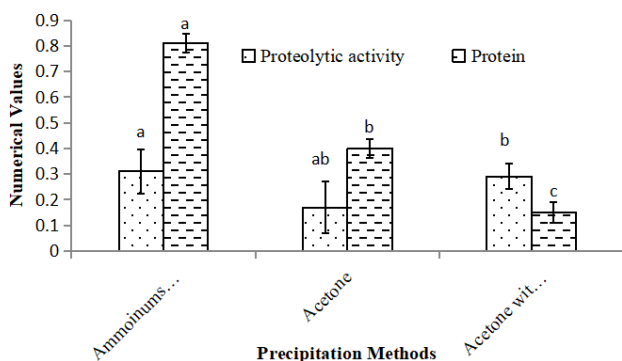 Numerical Values
0.9
0.8
0.7
0.6
0.5
0.4
0.3
0.2
0.1
0
Proteolytic activity
Protein
a
a
ab
b
b
c
Ammoinums...
Acetone
Acetone wit...
Precipitation Methods